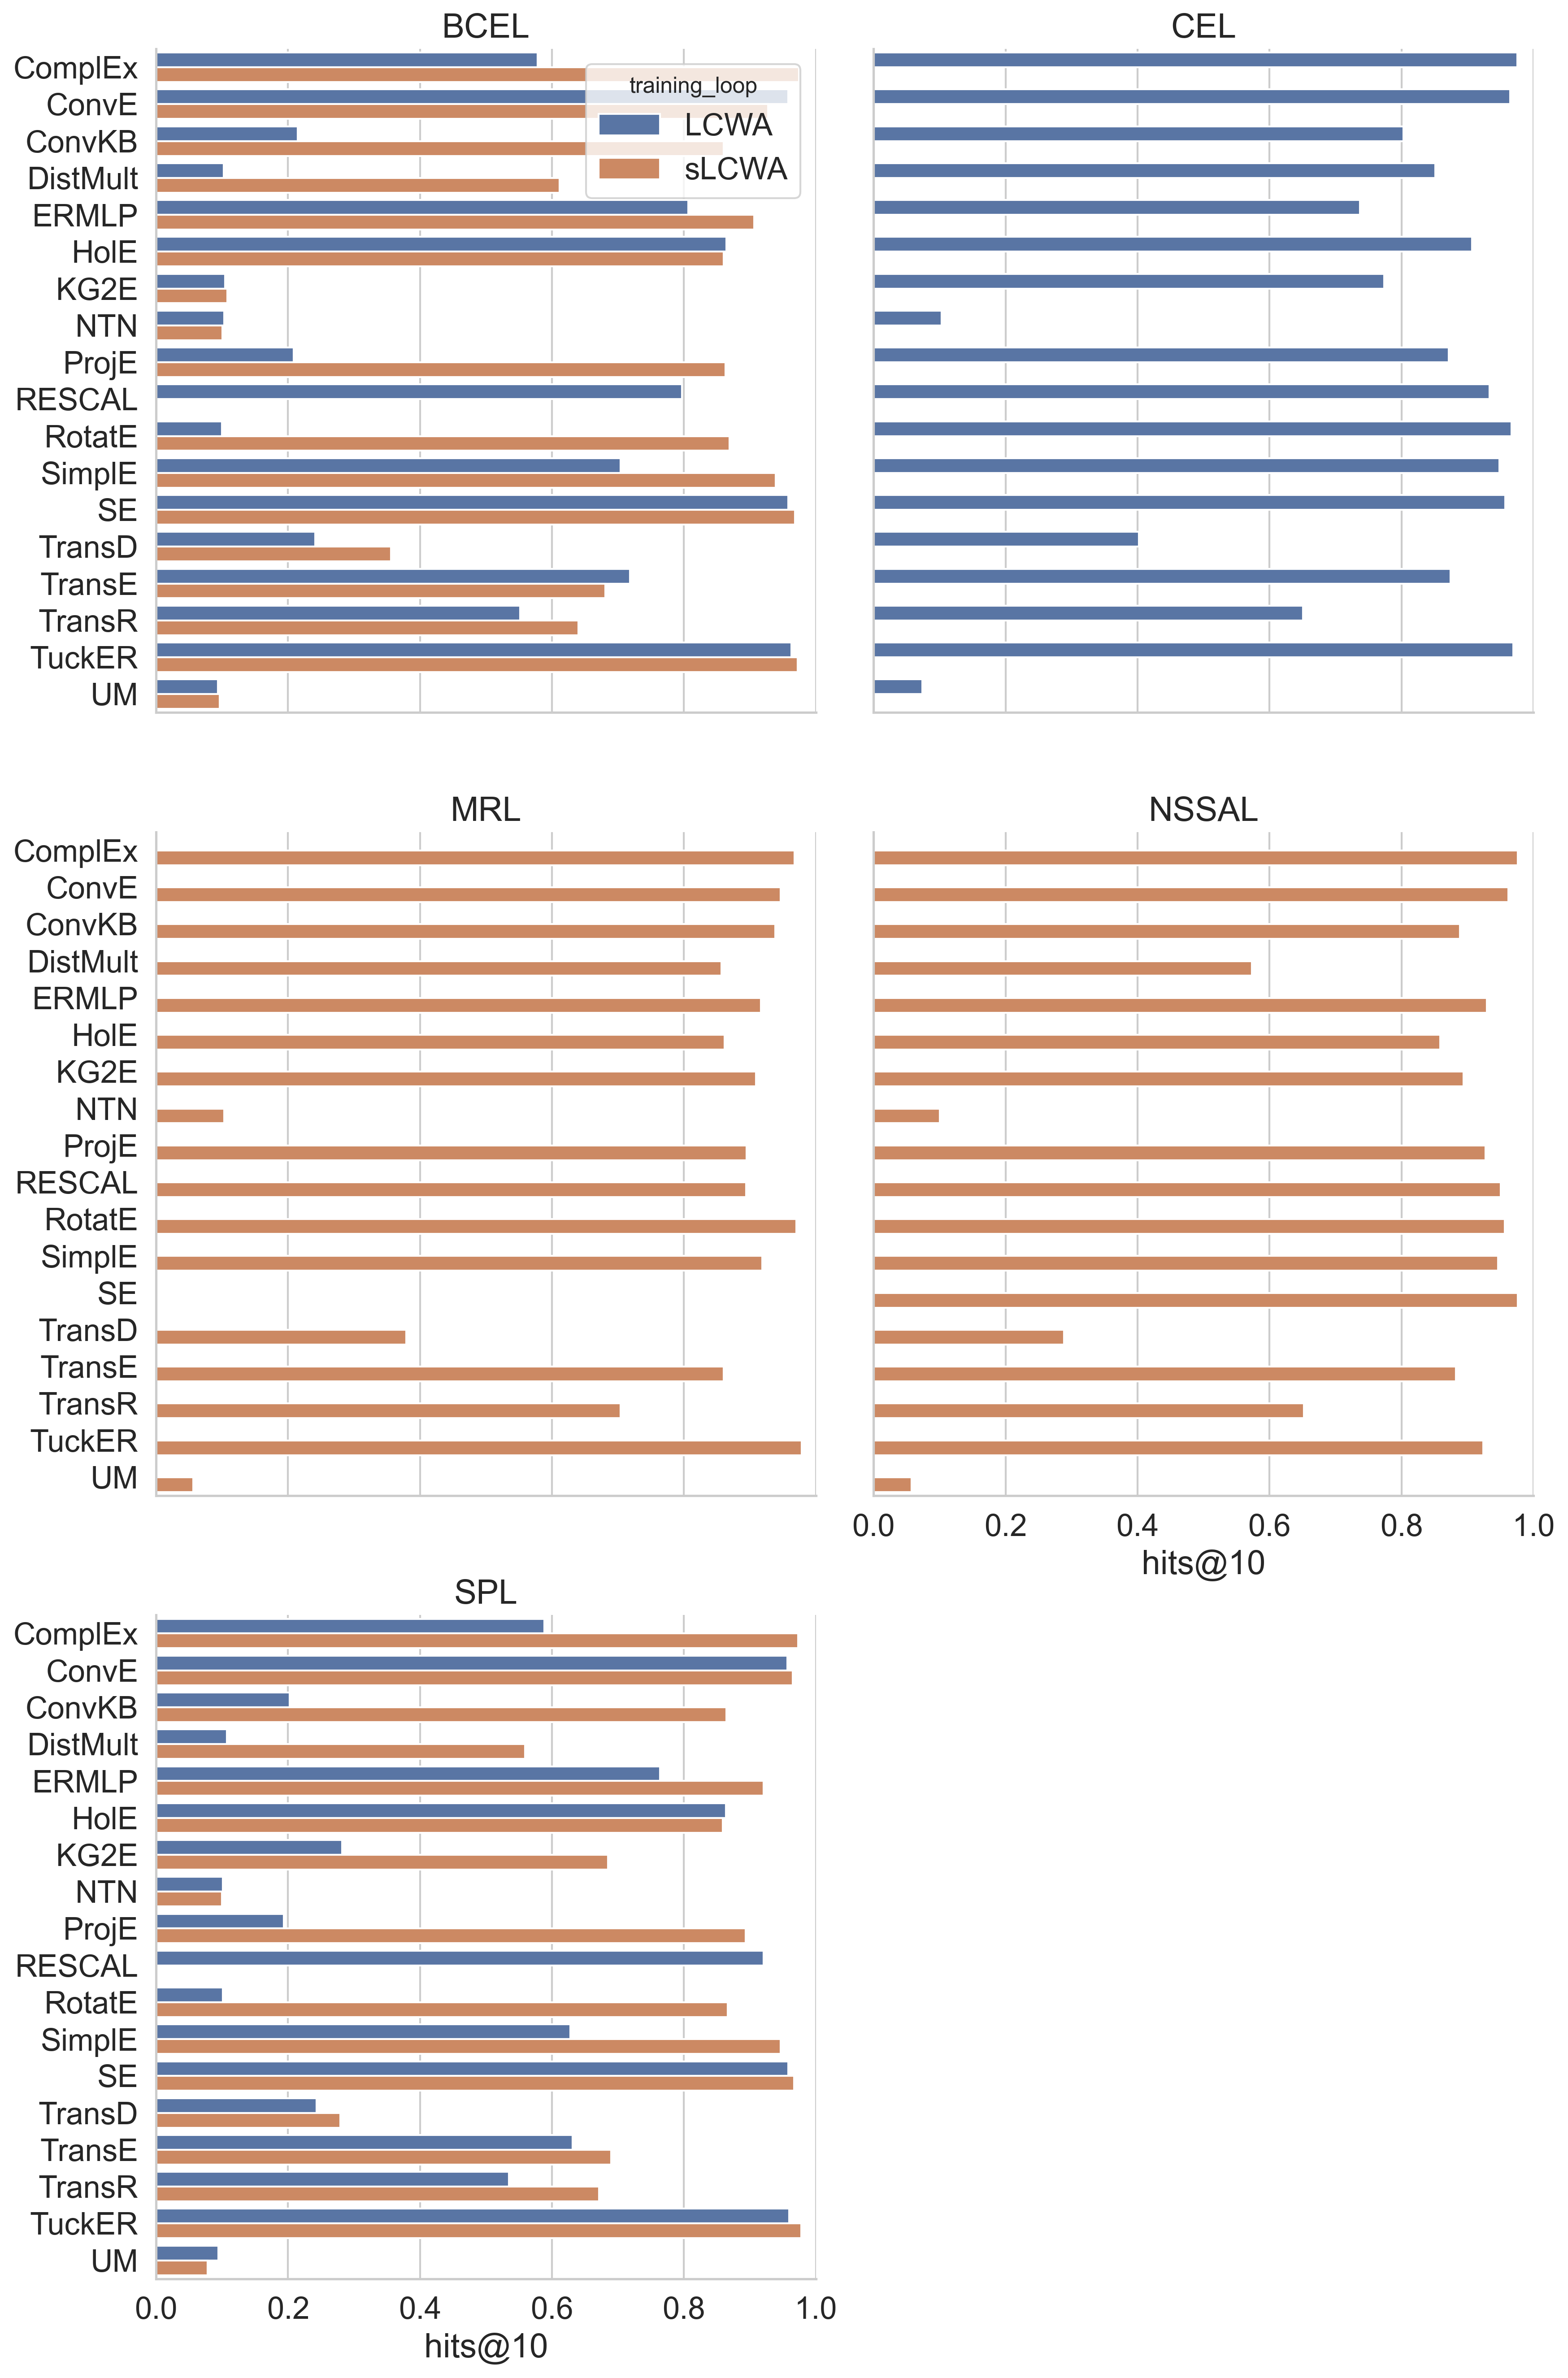 BCEL
ComplEx
ConvE
ConvKB
DistMult
ERMLP
HolE
KG2E
NTN
ProjE
RESCAL
RotatE
SimplE
SE
TransD
TransE
TransR
TuckER
UM
training_loop
LCWA
sLCWA
CEL
MRL
ComplEx
ConvE
ConvKB
DistMult
ERMLP
HolE
KG2E
NTN
ProjE
RESCAL
RotatE
SimplE
SE
TransD
TransE
TransR
TuckER
UM
NSSAL
0.0 0.2 0.4 0.6 0.8 1.0
hits@10
SPL
ComplEx
ConvE
ConvKB
DistMult
ERMLP
HolE
KG2E
NTN
ProjE
RESCAL
RotatE
SimplE
SE
TransD
TransE
TransR
TuckER
UM
0.0 0.2 0.4 0.6 0.8 1.0
hits@10